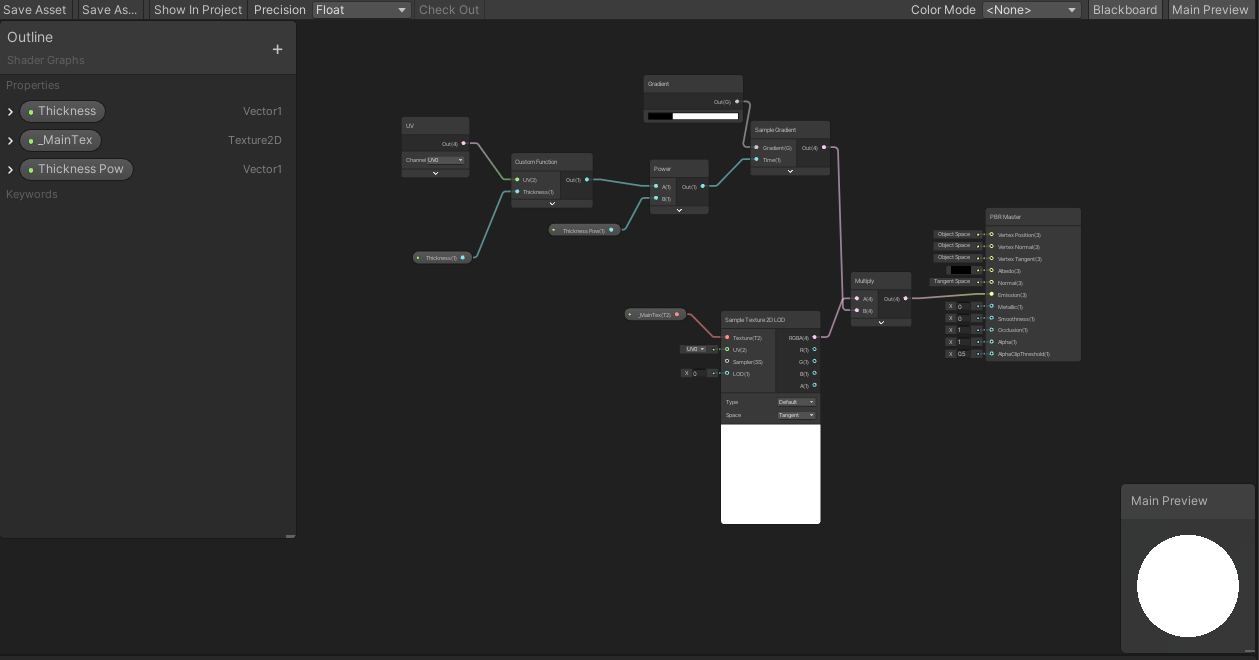 Save Asset Save As... Show In Project Precision Float Check Out Color Mode <None> Blackboard Main Preview
Outline
+
Shader Graphs
Properties
Thickness Vector1
_MainTex Texture2D
Thickness Pow Vector1
Keywords
UV
Out(4)
Channel UV0
Custom Function
UV(2) Out(1)
Thickness(1)
Thickness(1)
Thickness Pow(1)
Power
A(1) Out(1)
B(1)
Gradient
Out(G)
Sample Gradient
Gradient(G) Out(4)
Time(1)
_MainTex(T2)
Sample Texture 2D LOD
Texture(T2) RGBA(4)
UV0 UV(2) R(1)
Sampler(SS) G(1)
X 0 LOD(1) B(1)
A(1)
Type Default
Space Tangent
Multiply
A(4) Out(4)
B(4)
PBR Master
Object Space Vertex Position(3)
Object Space Vertex Normal(3)
Object Space Vertex Tangent(3)
Albedo(3)
Tangent Space Normal(3)
Emission(3)
X 0 Metallic(1)
X 0 Smoothness(1)
X 1 Occlusion(1)
X 1 Alpha(1)
X 0.5 AlphaClipThreshold(1)
Main Preview